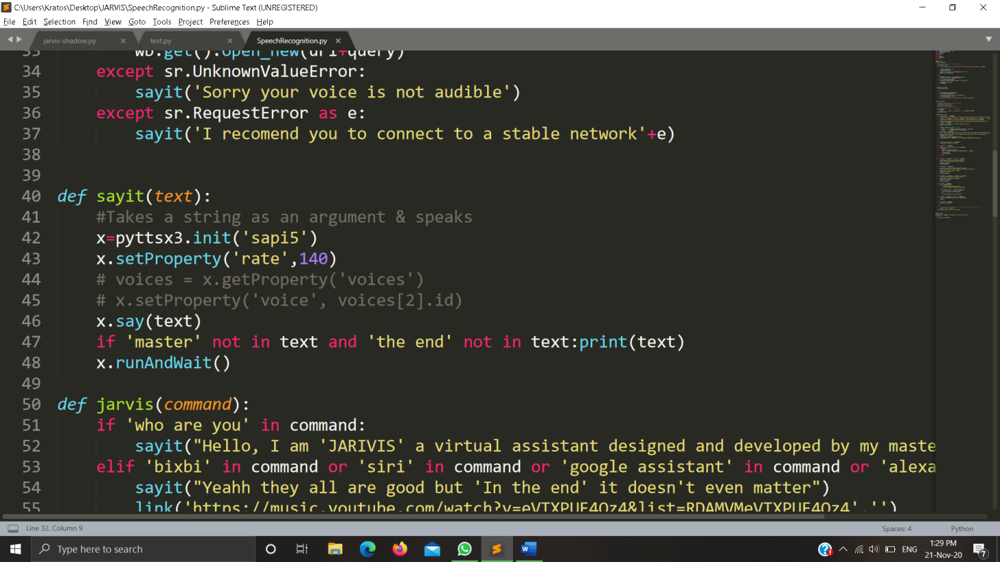 C:\Users\Kratos\Desktop\JARVIS\SpeechRecognition.py - Sublime Text (UNREGISTERED)
File Edit Selection Find View Goto Tools Project Preferences Help
jarvis-shadow.py × test.py × SpeechRecognition.py ×
33 wb.get().open_new(url+query)
34 except sr.UnknownValueError:
35 sayit('Sorry your voice is not audible')
36 except sr.RequestError as e:
37 sayit('I recomend you to connect to a stable network'+e)
38
39
40 def sayit(text):
41 #Takes a string as an argument & speaks
42 x=pyttsx3.init('sapi5')
43 x.setProperty('rate',140)
44 # voices = x.getProperty('voices')
45 # x.setProperty('voice', voices[2].id)
46 x.say(text)
47 if 'master' not in text and 'the end' not in text:print(text)
48 x.runAndWait()
49
50 def jarvis(command):
51 if 'who are you' in command:
52 sayit("Hello, I am 'JARIVIS' a virtual assistant designed and developed by my maste
53 elif 'bixbi' in command or 'siri' in command or 'google assistant' in command or 'alexa
54 sayit("Yeahh they all are good but 'In the end' it doesn't even matter")
55 link('https://music.youtube.com/watch?v=eVTXPUF4Oz4&list=RDAMVMeVTXPUF4Oz4','')
Line 32, Column 9 Spaces: 4 Python
Type here to search ENG 1:29 PM
21-Nov-20 7